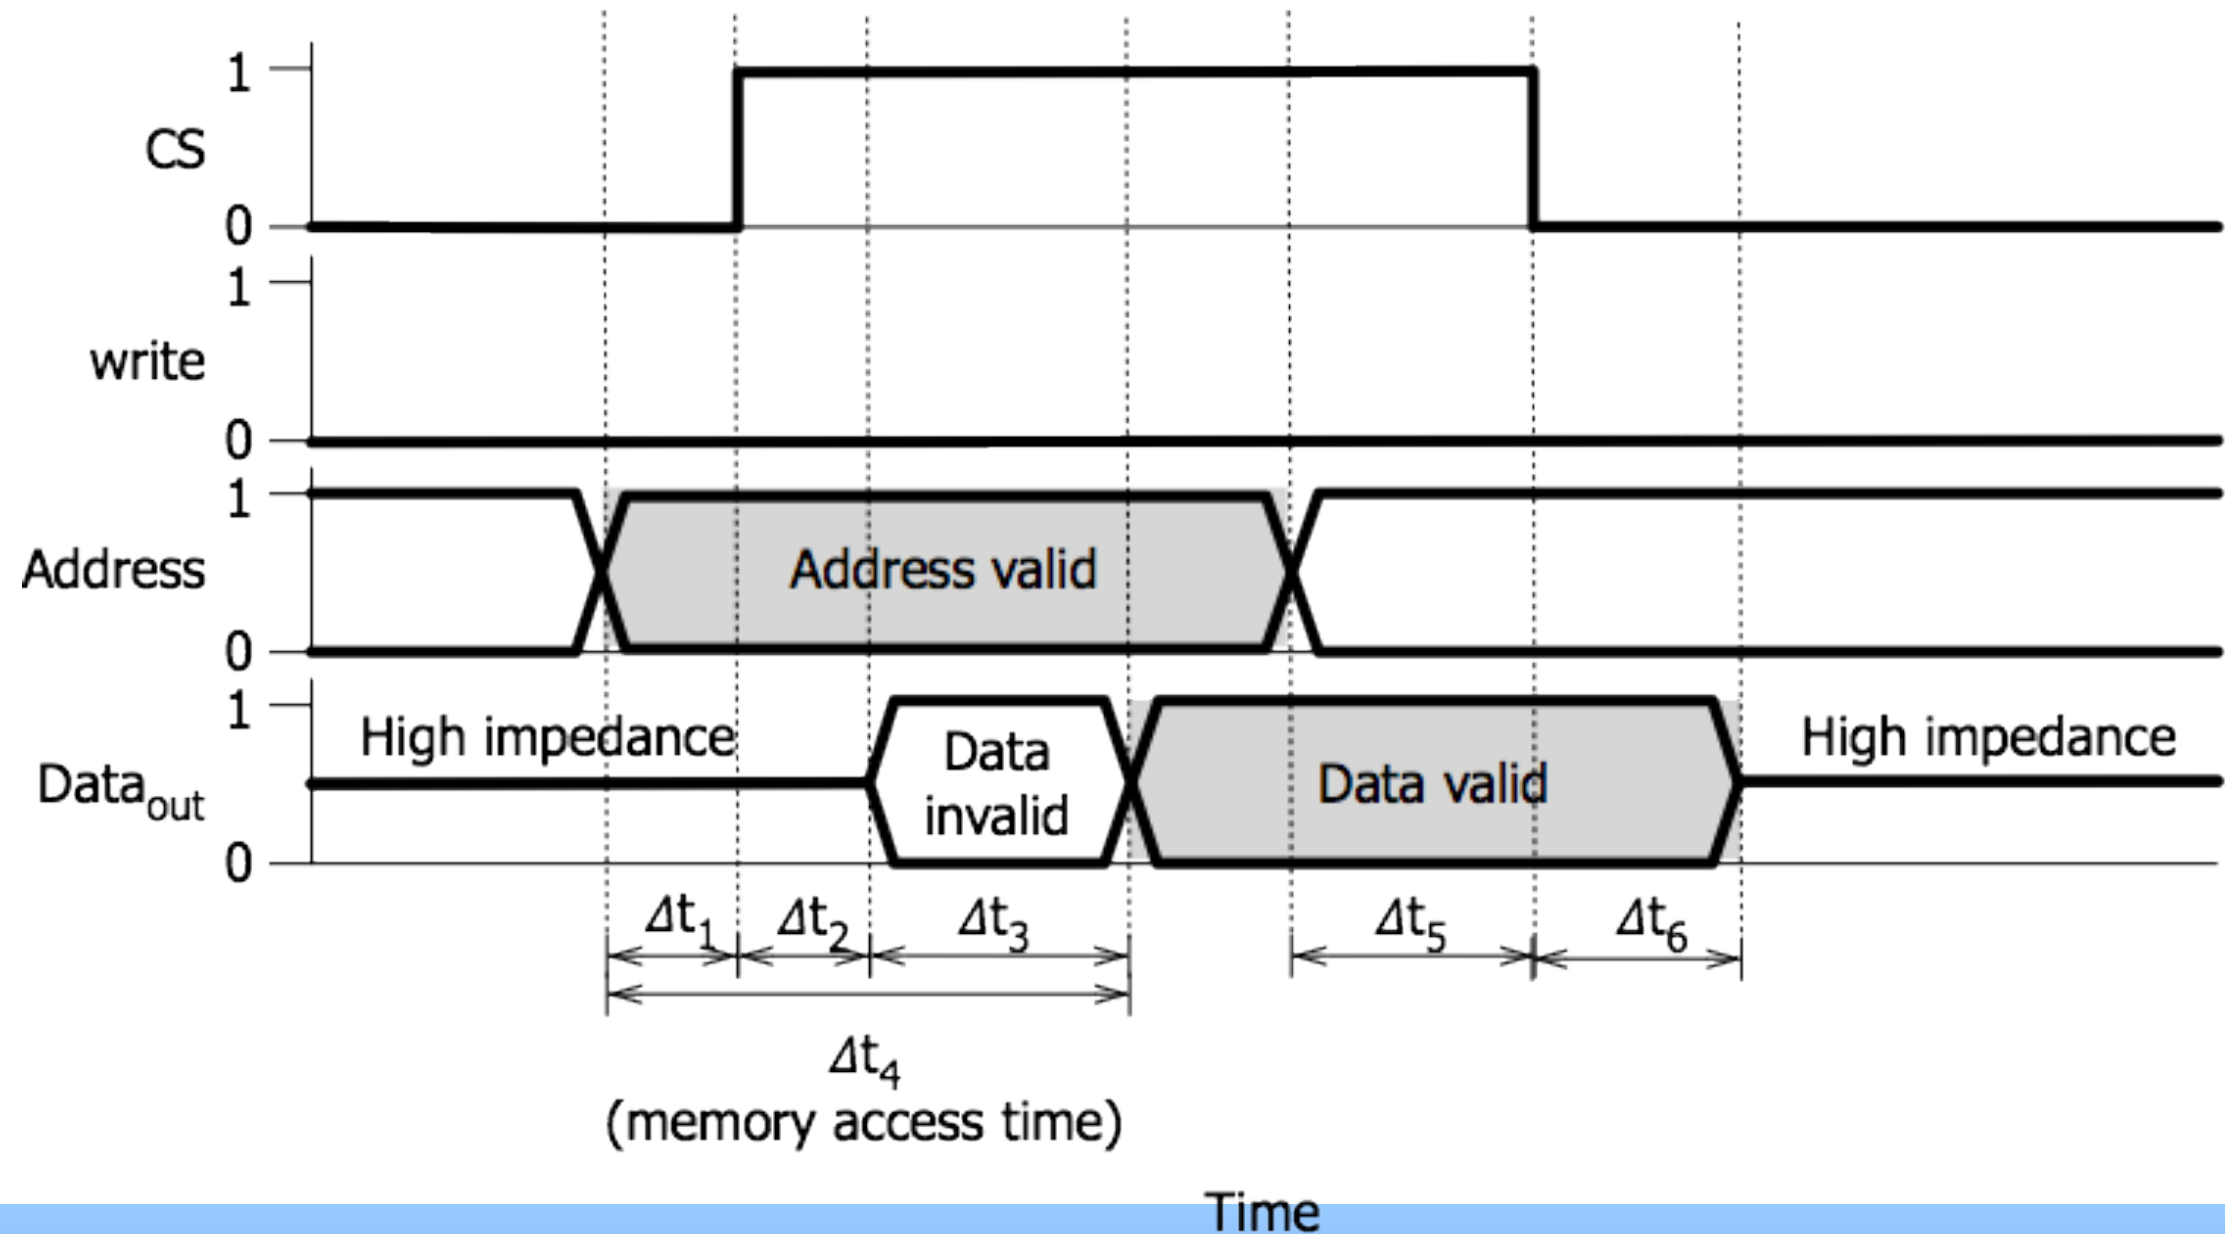 1
CS
0
1
write
0
1
Address valid
Address
0
1
High impedance
Data
invalid
Data valid
High impedance
Dataout
0
Δt1
Δt2
Δt3
Δt5
Δt6
Δt4
(memory access time)
Time